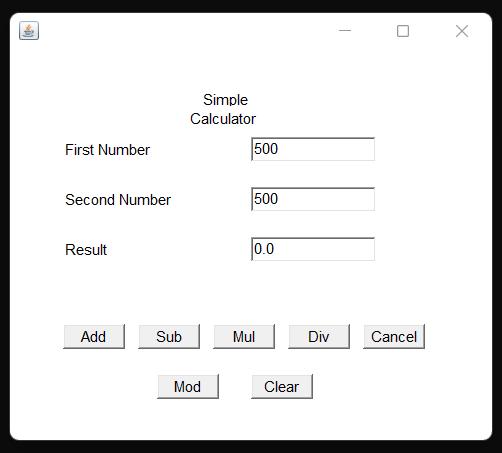 Simple
Calculator
First Number 500
Second Number 500
Result 0.0
Add Sub Mul Div Cancel
Mod Clear